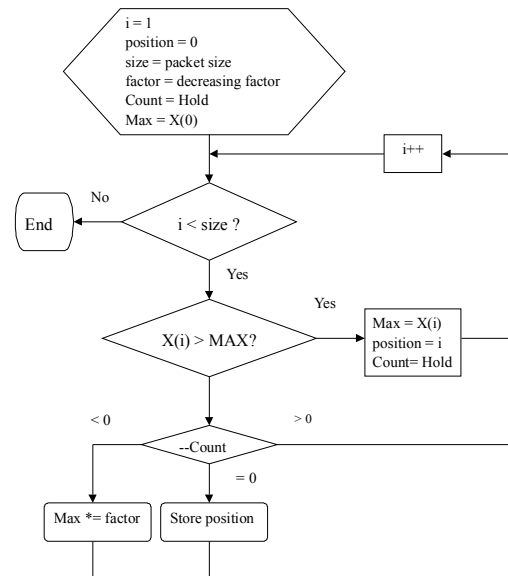 i = 1
position = 0
size = packet size
factor = decreasing factor
Count = Hold
Max = X(0)
i++
No
End
i < size ?
Yes
Yes
X(i) > MAX?
Max = X(i)
position = i
Count= Hold
< 0
> 0
--Count
= 0
Max *= factor
Store position